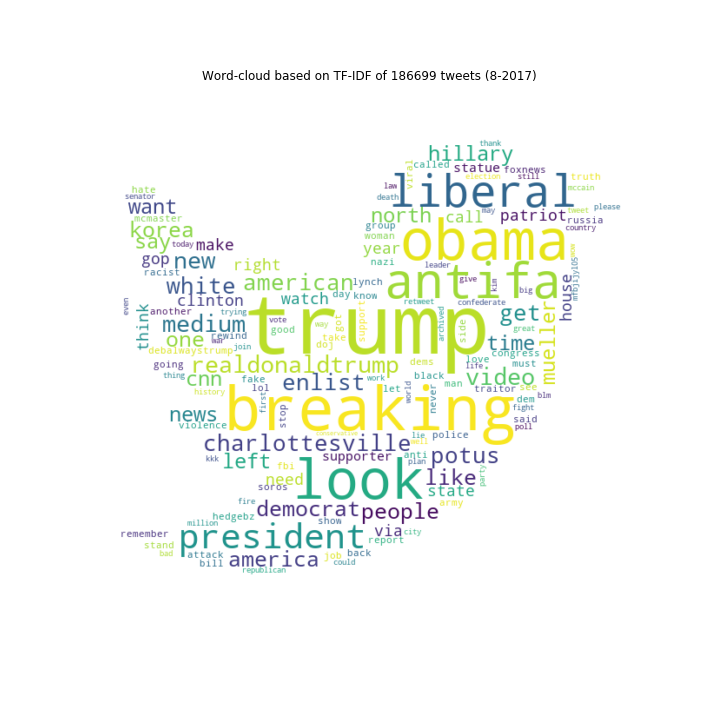 Word-cloud based on TF-IDF of 186699 tweets (8-2017)
thank
hillary
called statue foxnews
viral
law election still truth
mccain
hate
senator
liberal
death
want
mcmaster
north call may patriot tweet please
russia
country
korea
group
woman
obama
say today make
year
nazi
gop new right
leader
racist
white american lynch antifa
give kim big
house
clinton watch day know
retweet confederate
another trying
think
medium
vote
trump
way
got
support
archived
side
get
great
mueller
even
one rewind
war
good
take
time
debalwaystrump join doj
dems love congress
going
realdonaldtrump
life must
thing cnn fake
enlist work
black
man
video
see
history
lol
let
world
never
traitor dem
blm
first
stop
breaking
fight
news
said
poll
violence
conservative
lie police
charlottesville
well
kkk left
fbi
supporter anti
plan
potus
party
need
look
like
soros
state
fire
democrat people
army
hedgebz
million
show
via
city
remember
president
report
stand
bad
attack
job back
bill america
could
republican